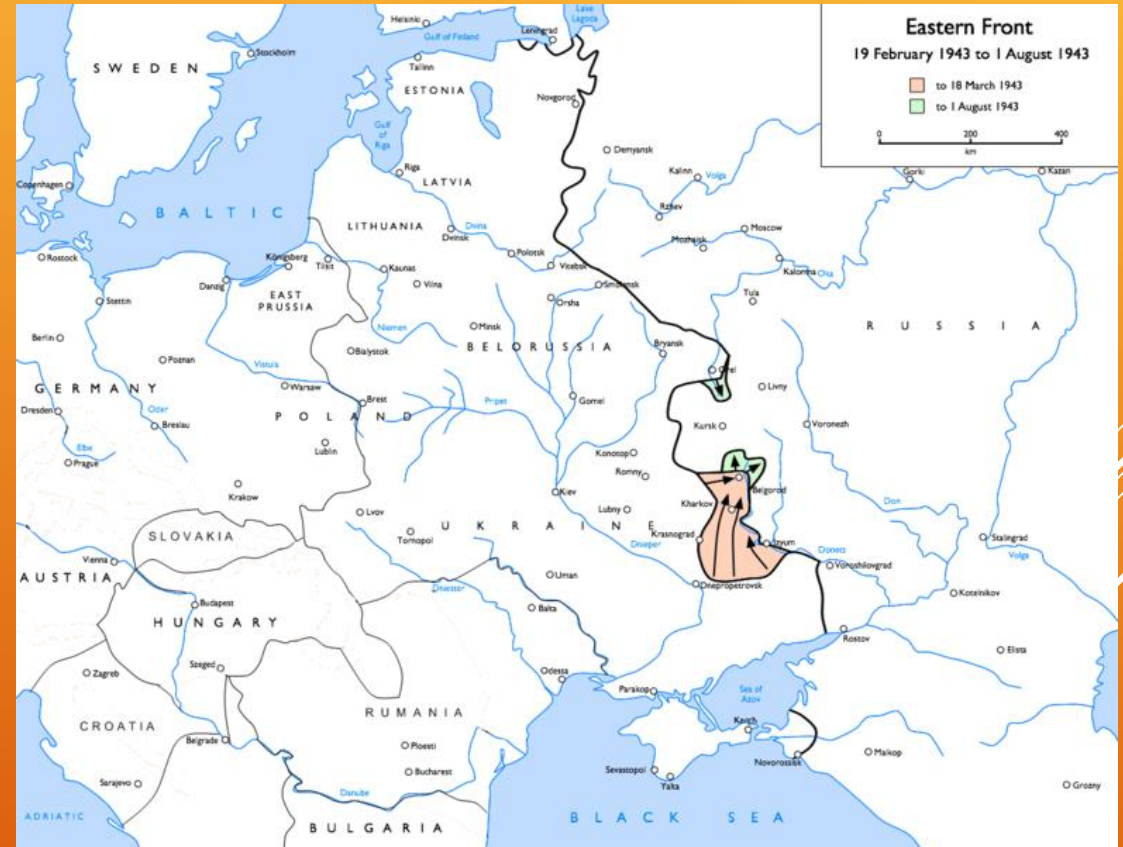 Eastern Front
19 February 1943 to 1 August 1943
to 18 March 1943
to 1 August 1943
0 200 400
km
Helsinki
Lake
Lagoda
Leningrad
Gulf of Finland
Stockholm
SWEDEN
Tallinn
ESTONIA
Novgorod
Gulf
of
Riga
Demyansk
Kalinn
Volga
Gorki
Kazan
Riga
LATVIA
Copenhagen
Rzhev
BALTIC
LITHUANIA
Dvina
Dvinsk
Moscow
Mozhaisk
Polotsk
Vitebsk
Rostock
Königsberg
Tilsit
Kaunas
Kalomna
Oka
Danzig
Vilna
Smolensk
Tula
Stettin
EAST
PRUSSIA
Orsha
RUSSIA
Niemen
Minsk
Berlin
Bialystok
BELORUSSIA
Bryansk
Poznan
Vistula
Orel
GERMANY
Warsaw
Livny
Brest
Pripet
Gomel
Dresden
Oder
POLAND
Breslau
Kursk
Voronezh
Elbe
Prague
Lublin
Konotop
Romny
Krakow
Kiev
Belgorod
Don
Lvov
Lubny
Kharkov
UKRAINE
SLOVAKIA
Tornopol
Krasnograd
Dnieper
Izyum
Donets
Stalingrad
Volga
Vienna
Voroshilovgrad
AUSTRIA
Uman
Dnepropetrovsk
Dniester
Kotelnikov
Budapest
Balta
HUNGARY
Rostov
Szeged
Elista
Zagreb
Odessa
Parakop
Sea of
Azov
RUMANIA
CROATIA
Kerch
Belgrade
Ploesti
Malkop
Novorossisk
Bucharest
Sevastopol
Yalta
Sarajevo
Danube
Grozny
ADRIATIC
BLACK SEA
BULGARIA